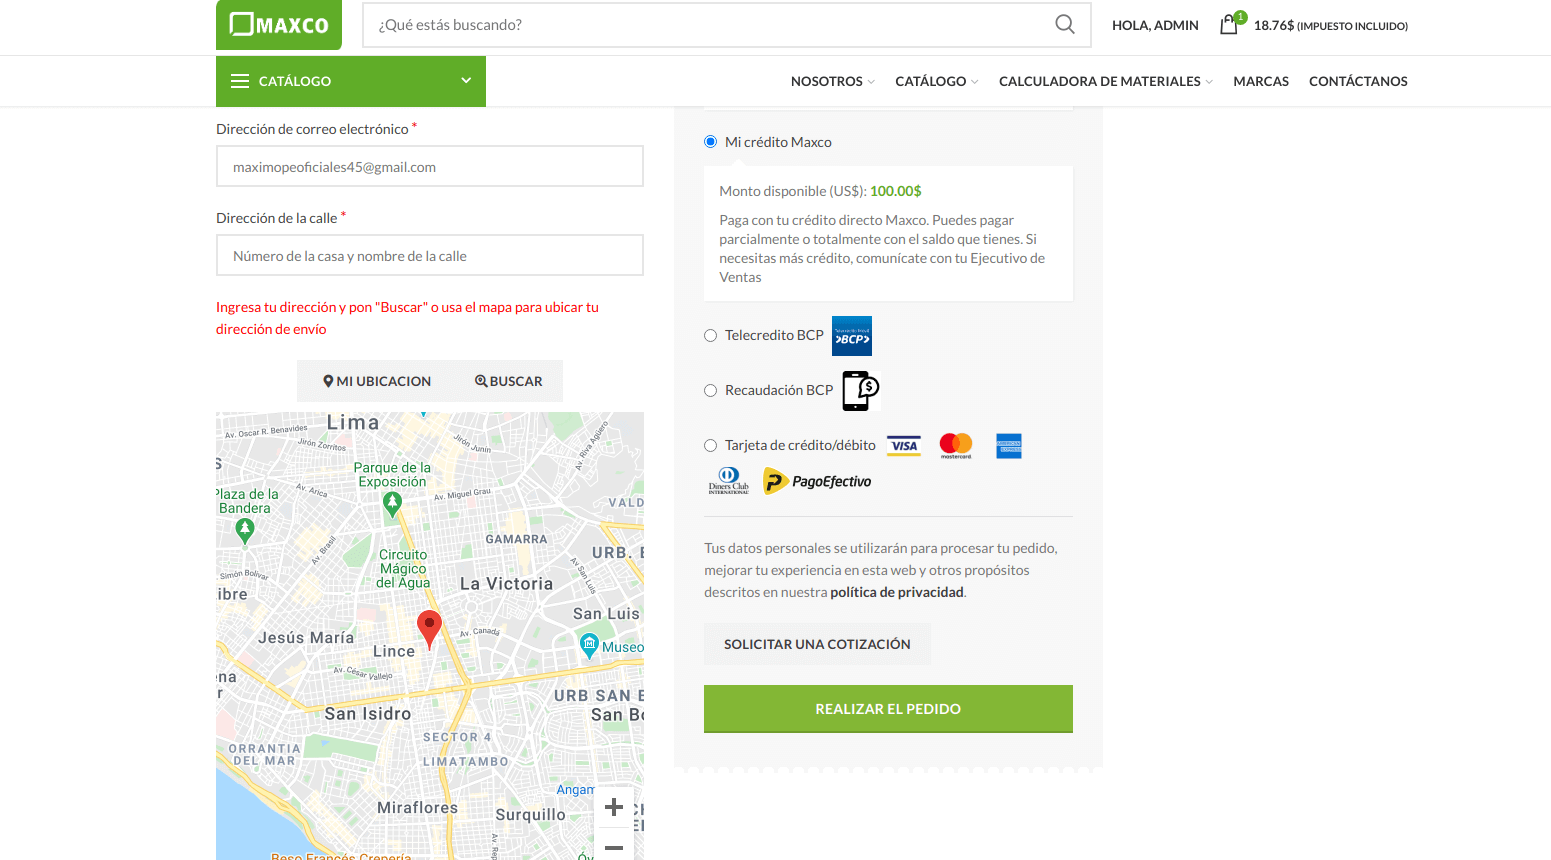 MAXCO
¿Qué estás buscando?
HOLA, ADMIN
1
18.76$ (IMPUESTO INCLUIDO)
CATÁLOGO
NOSOTROS
CATÁLOGO
CALCULADORA DE MATERIALES
MARCAS
CONTÁCTANOS
Dirección de correo electrónico *
maximopeoficiales45@gmail.com
Dirección de la calle *
Número de la casa y nombre de la calle
Ingresa tu dirección y pon "Buscar" o usa el mapa para ubicar tu
dirección de envío
MI UBICACION
BUSCAR
Lima
Av. Óscar R. Benavides
Jirón Zorritos
Jirón Junín
Av. Riva Agüero
Parque de la
Exposición
Plaza de la
Bandera
Av. Arica
Av. Miguel Grau
VALD
Av. Brasil
GAMARRA
URB. E
Circuito
Mágico
del Agua
Av. San Luis
Simón Bolívar
La Victoria
ibre
San Luis
Av. Canadá
Jesús María
Lince
Museo
Av. César Vallejo
na
r
URB SAN E
San Isidro
San Bo
SECTOR 4
ORRANTIA
DEL MAR
LIMATAMBO
Angam
Miraflores
Surquillo
Beso Francés Crepería
Mi crédito Maxco
Monto disponible (US$): 100.00$
Paga con tu crédito directo Maxco. Puedes pagar
parcialmente o totalmente con el saldo que tienes. Si
necesitas más crédito, comunícate con tu Ejecutivo de
Ventas
Telecredito BCP
BCP
Recaudación BCP
$
Tarjeta de crédito/débito
VISA
mastercard
AMERICAN EXPRESS
Diners Club
INTERNATIONAL
PagoEfectivo
Tus datos personales se utilizarán para procesar tu pedido,
mejorar tu experiencia en esta web y otros propósitos
descritos en nuestra política de privacidad.
SOLICITAR UNA COTIZACIÓN
REALIZAR EL PEDIDO